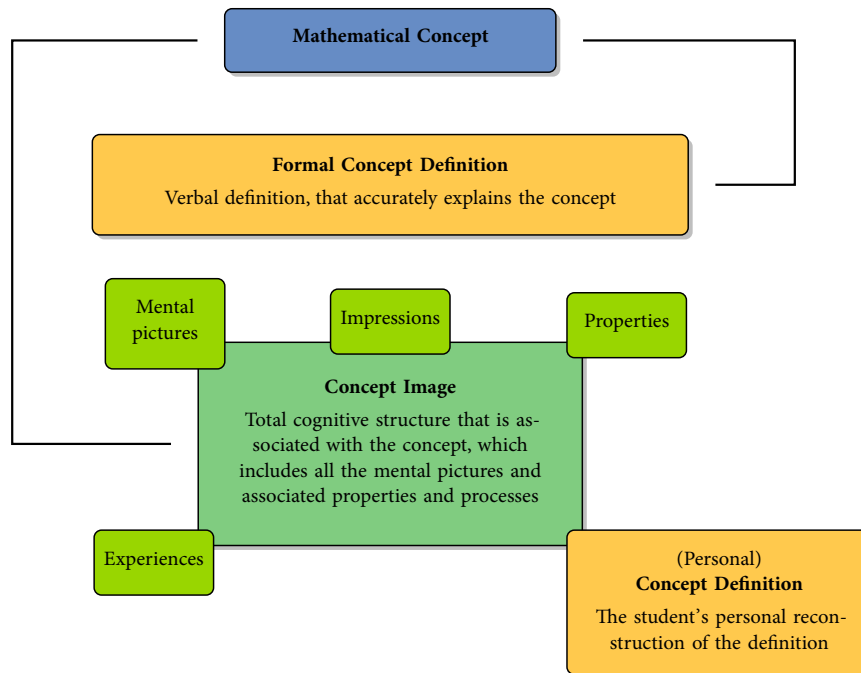 Mathematical Concept
Formal Concept Definition
Verbal definition, that accurately explains the concept
Mental
pictures
Impressions
Properties
Concept Image
Total cognitive structure that is as-
sociated with the concept, which
includes all the mental pictures and
associated properties and processes
Experiences
(Personal)
Concept Definition
The student's personal recon-
struction of the definition